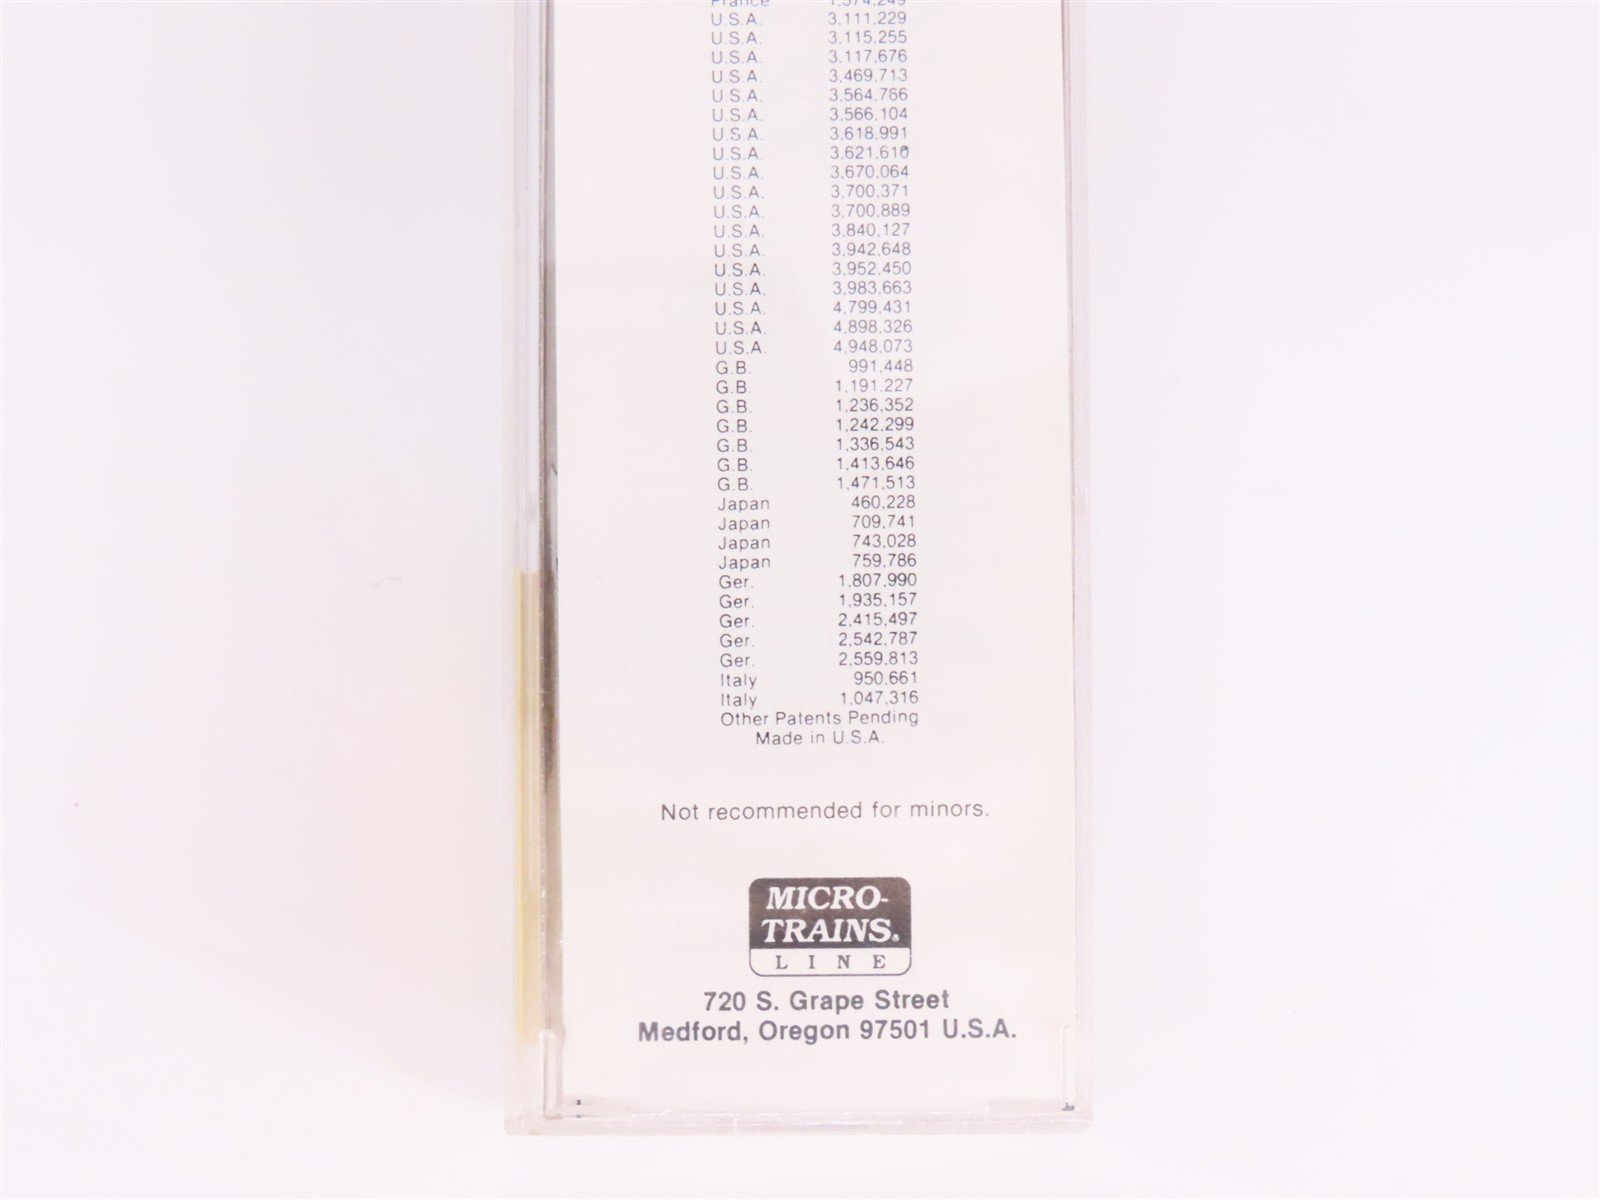 France 1,374,249
U.S.A. 3,111,229
U.S.A. 3,115,255
U.S.A. 3,117,676
U.S.A. 3,469,713
U.S.A. 3,564,766
U.S.A. 3,566,104
U.S.A. 3,618,991
U.S.A. 3,621,610
U.S.A. 3,670,064
U.S.A. 3,700,371
U.S.A. 3,700,889
U.S.A. 3,840,127
U.S.A. 3,942,648
U.S.A. 3,952,450
U.S.A. 3,983,663
U.S.A. 4,799,431
U.S.A. 4,898,326
U.S.A. 4,948,073
G.B. 991,448
G.B. 1,191,227
G.B. 1,236,352
G.B. 1,242,299
G.B. 1,336,543
G.B. 1,413,646
G.B. 1,471,513
Japan 460,228
Japan 709,741
Japan 743,028
Japan 759,786
Ger. 1,807,990
Ger. 1,935,157
Ger. 2,415,497
Ger. 2,542,787
Ger. 2,559,813
Italy 950,661
Italy 1,047,316
Other Patents Pending
Made in U.S.A.
Not recommended for minors.
MICRO-
TRAINS®
LINE
720 S. Grape Street
Medford, Oregon 97501 U.S.A.